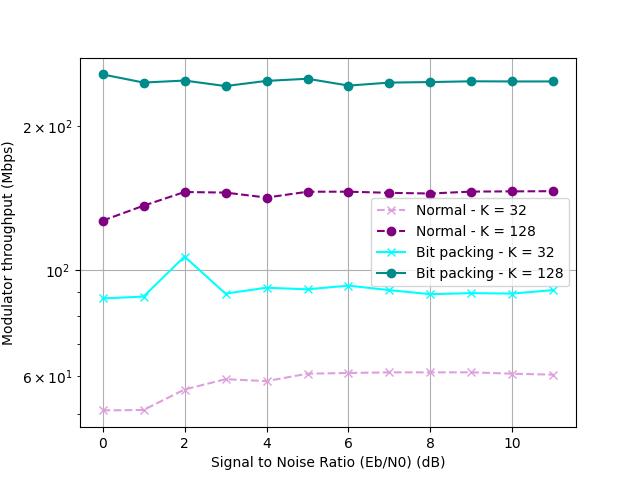 Modulator throughput (Mbps)
2 × 10²
10²
6 × 10¹
0 2 4 6 8 10
Signal to Noise Ratio (Eb/N0) (dB)
Normal - K = 32
Normal - K = 128
Bit packing - K = 32
Bit packing - K = 128